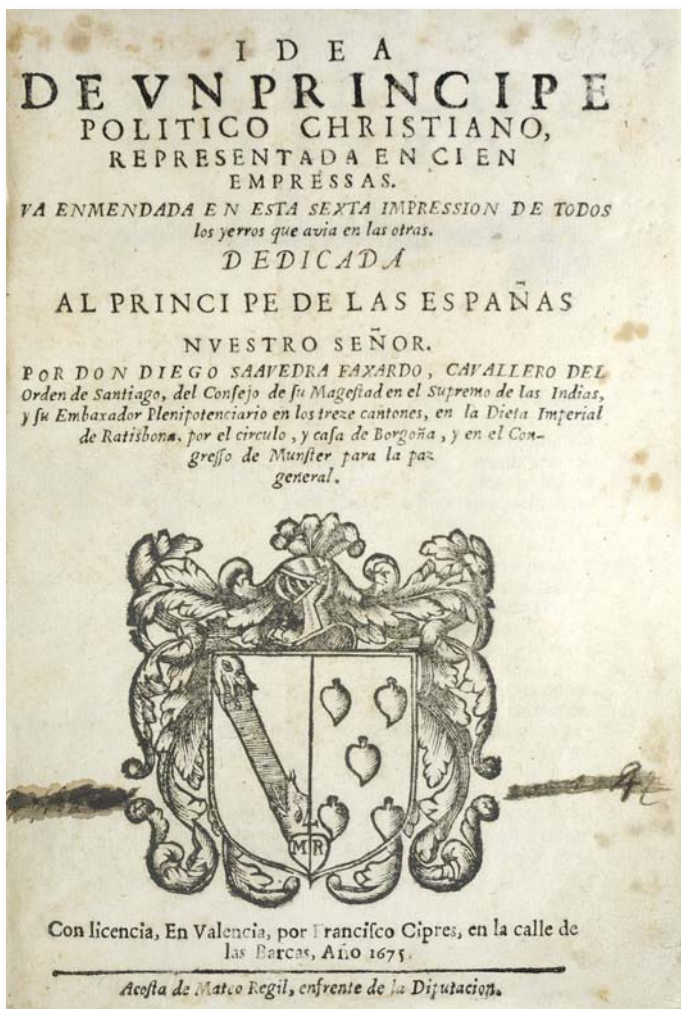 IDEA
DE VN PRINCIPE
POLITICO CHRISTIANO,
REPRESENTADA EN CIEN
EMPRESSAS.
VA ENMENDADA EN ESTA SEXTA IMPRESSION DE TODOS
los yerros que avia en las otras.
DEDICADA
AL PRINCIPE DE LAS ESPAÑAS
NVESTRO SEÑOR.
POR DON DIEGO SAAVEDRA FAXARDO, CAVALLERO DEL
Orden de Santiago, del Conſejo de ſu Mageſtad en el Supremo de las Indias,
y ſu Embaxador Plenipotenciario en los treze cantones, en la Dieta Imperial
de Ratisbona. por el circulo, y caſa de Borgoña, y en el Con-
greſſo de Munſter para la paz
general.
M R
Con licencia, En Valencia, por Franciſco Cipres, en la calle de
las Barcas, Año 1675.
Acoſta de Mateo Regil, enfrente de la Diputacion.